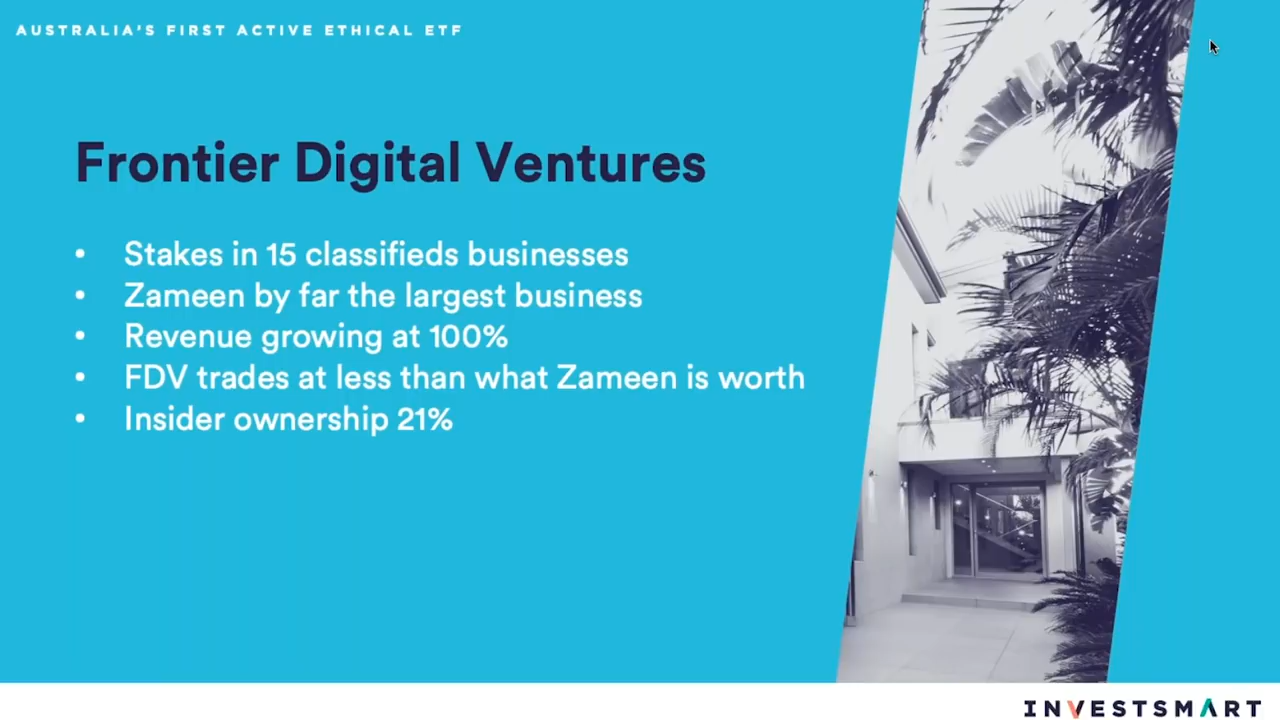 AUSTRALIA'S FIRST ACTIVE ETHICAL ETF
Frontier Digital Ventures
• Stakes in 15 classifieds businesses
• Zameen by far the largest business
• Revenue growing at 100%
• FDV trades at less than what Zameen is worth
• Insider ownership 21%
INVESTSMART